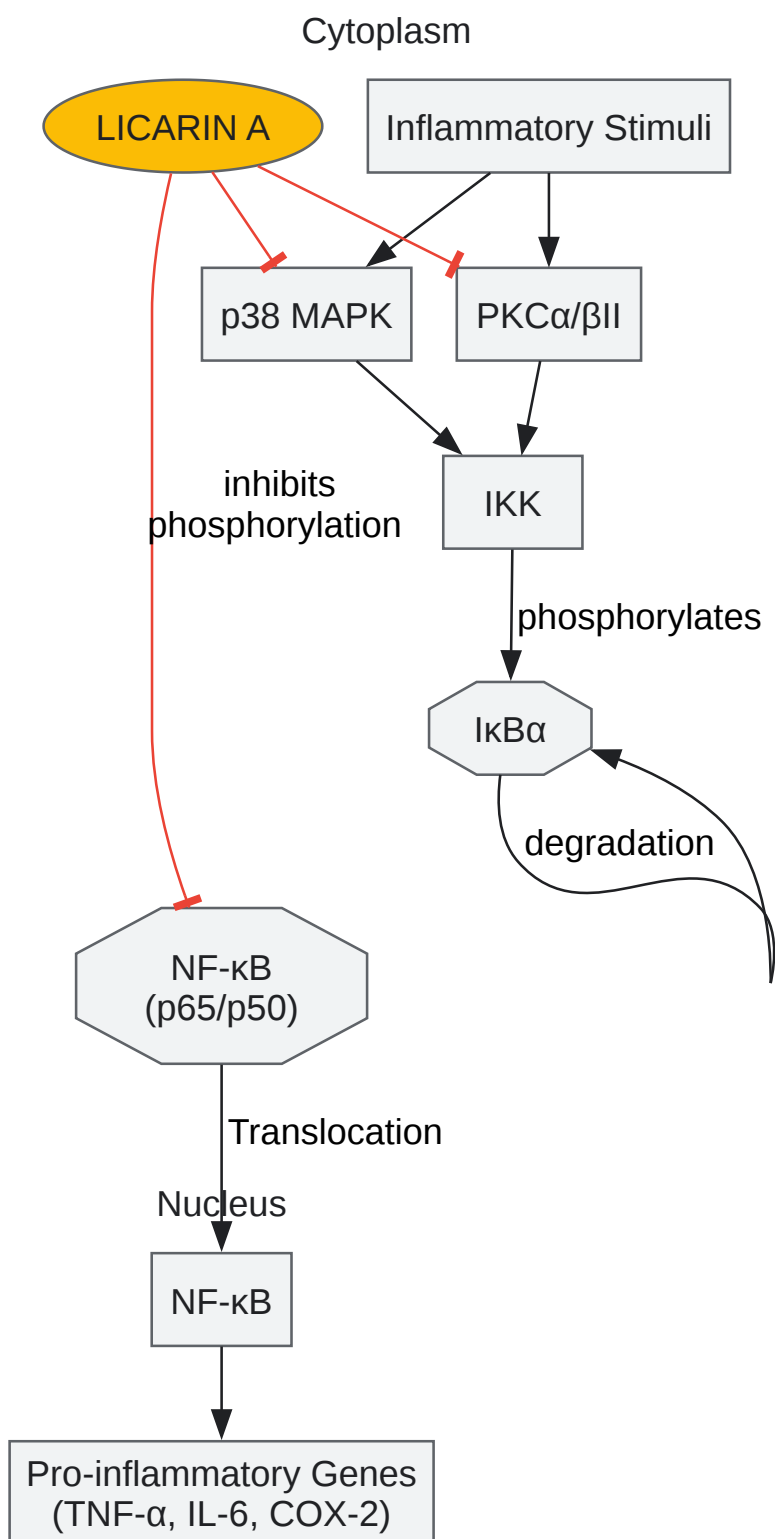 Cytoplasm
LICARIN A
Inflammatory Stimuli
p38 MAPK
PKCα/βII
inhibits
phosphorylation
IKK
phosphorylates
IκBα
degradation
NF-κB
(p65/p50)
Translocation
Nucleus
NF-κB
Pro-inflammatory Genes
(TNF-α, IL-6, COX-2)